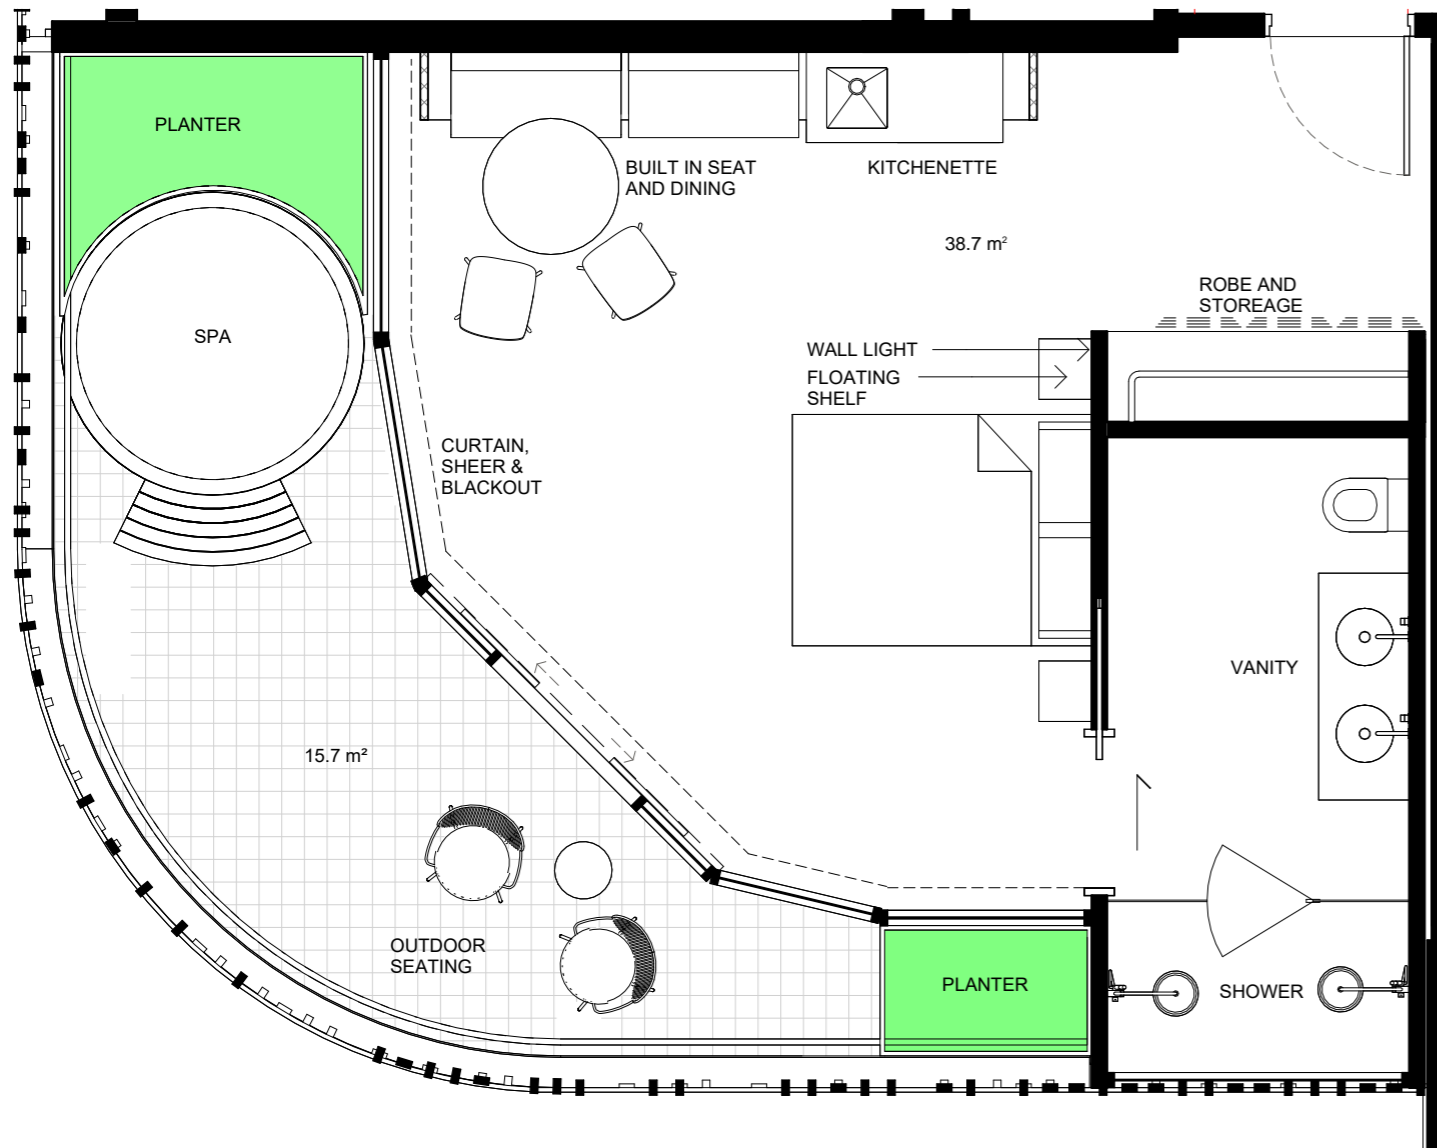 PLANTER
BUILT IN SEAT
AND DINING
KITCHENETTE
38.7 m²
ROBE AND
STOREAGE
SPA
WALL LIGHT
FLOATING
SHELF
CURTAIN,
SHEER &
BLACKOUT
VANITY
15.7 m²
OUTDOOR
SEATING
PLANTER
SHOWER